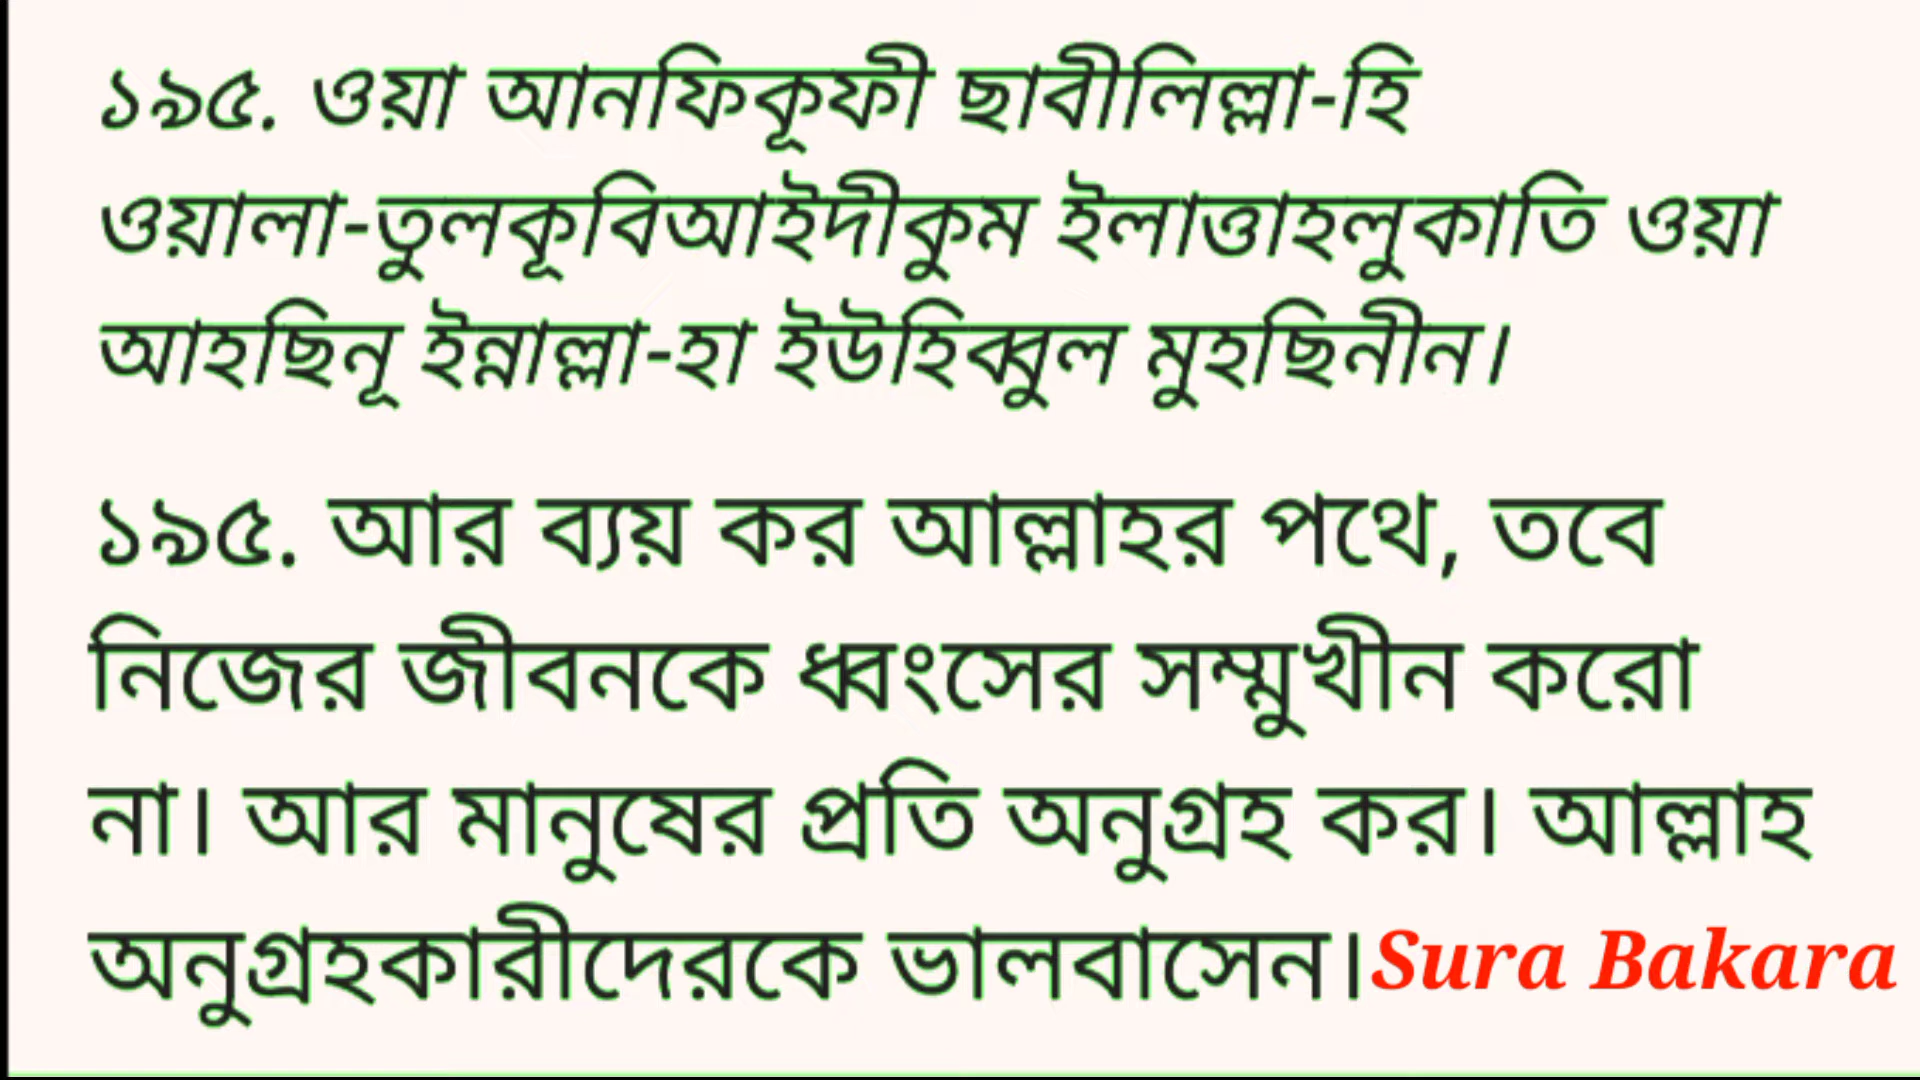 ১৯৫. ওয়া আনফিকূফী ছাবীলিল্লা-হি
ওয়ালা-তুলকূবিআইদীকুম ইলাত্তাহলুকাতি ওয়া
আহছিনূ ইন্নাল্লা-হা ইউহিব্বুল মুহছিনীন।
১৯৫. আর ব্যয় কর আল্লাহর পথে, তবে
নিজের জীবনকে ধ্বংসের সম্মুখীন করো
না। আর মানুষের প্রতি অনুগ্রহ কর। আল্লাহ
অনুগ্রহকারীদেরকে ভালবাসেন। Sura Bakara